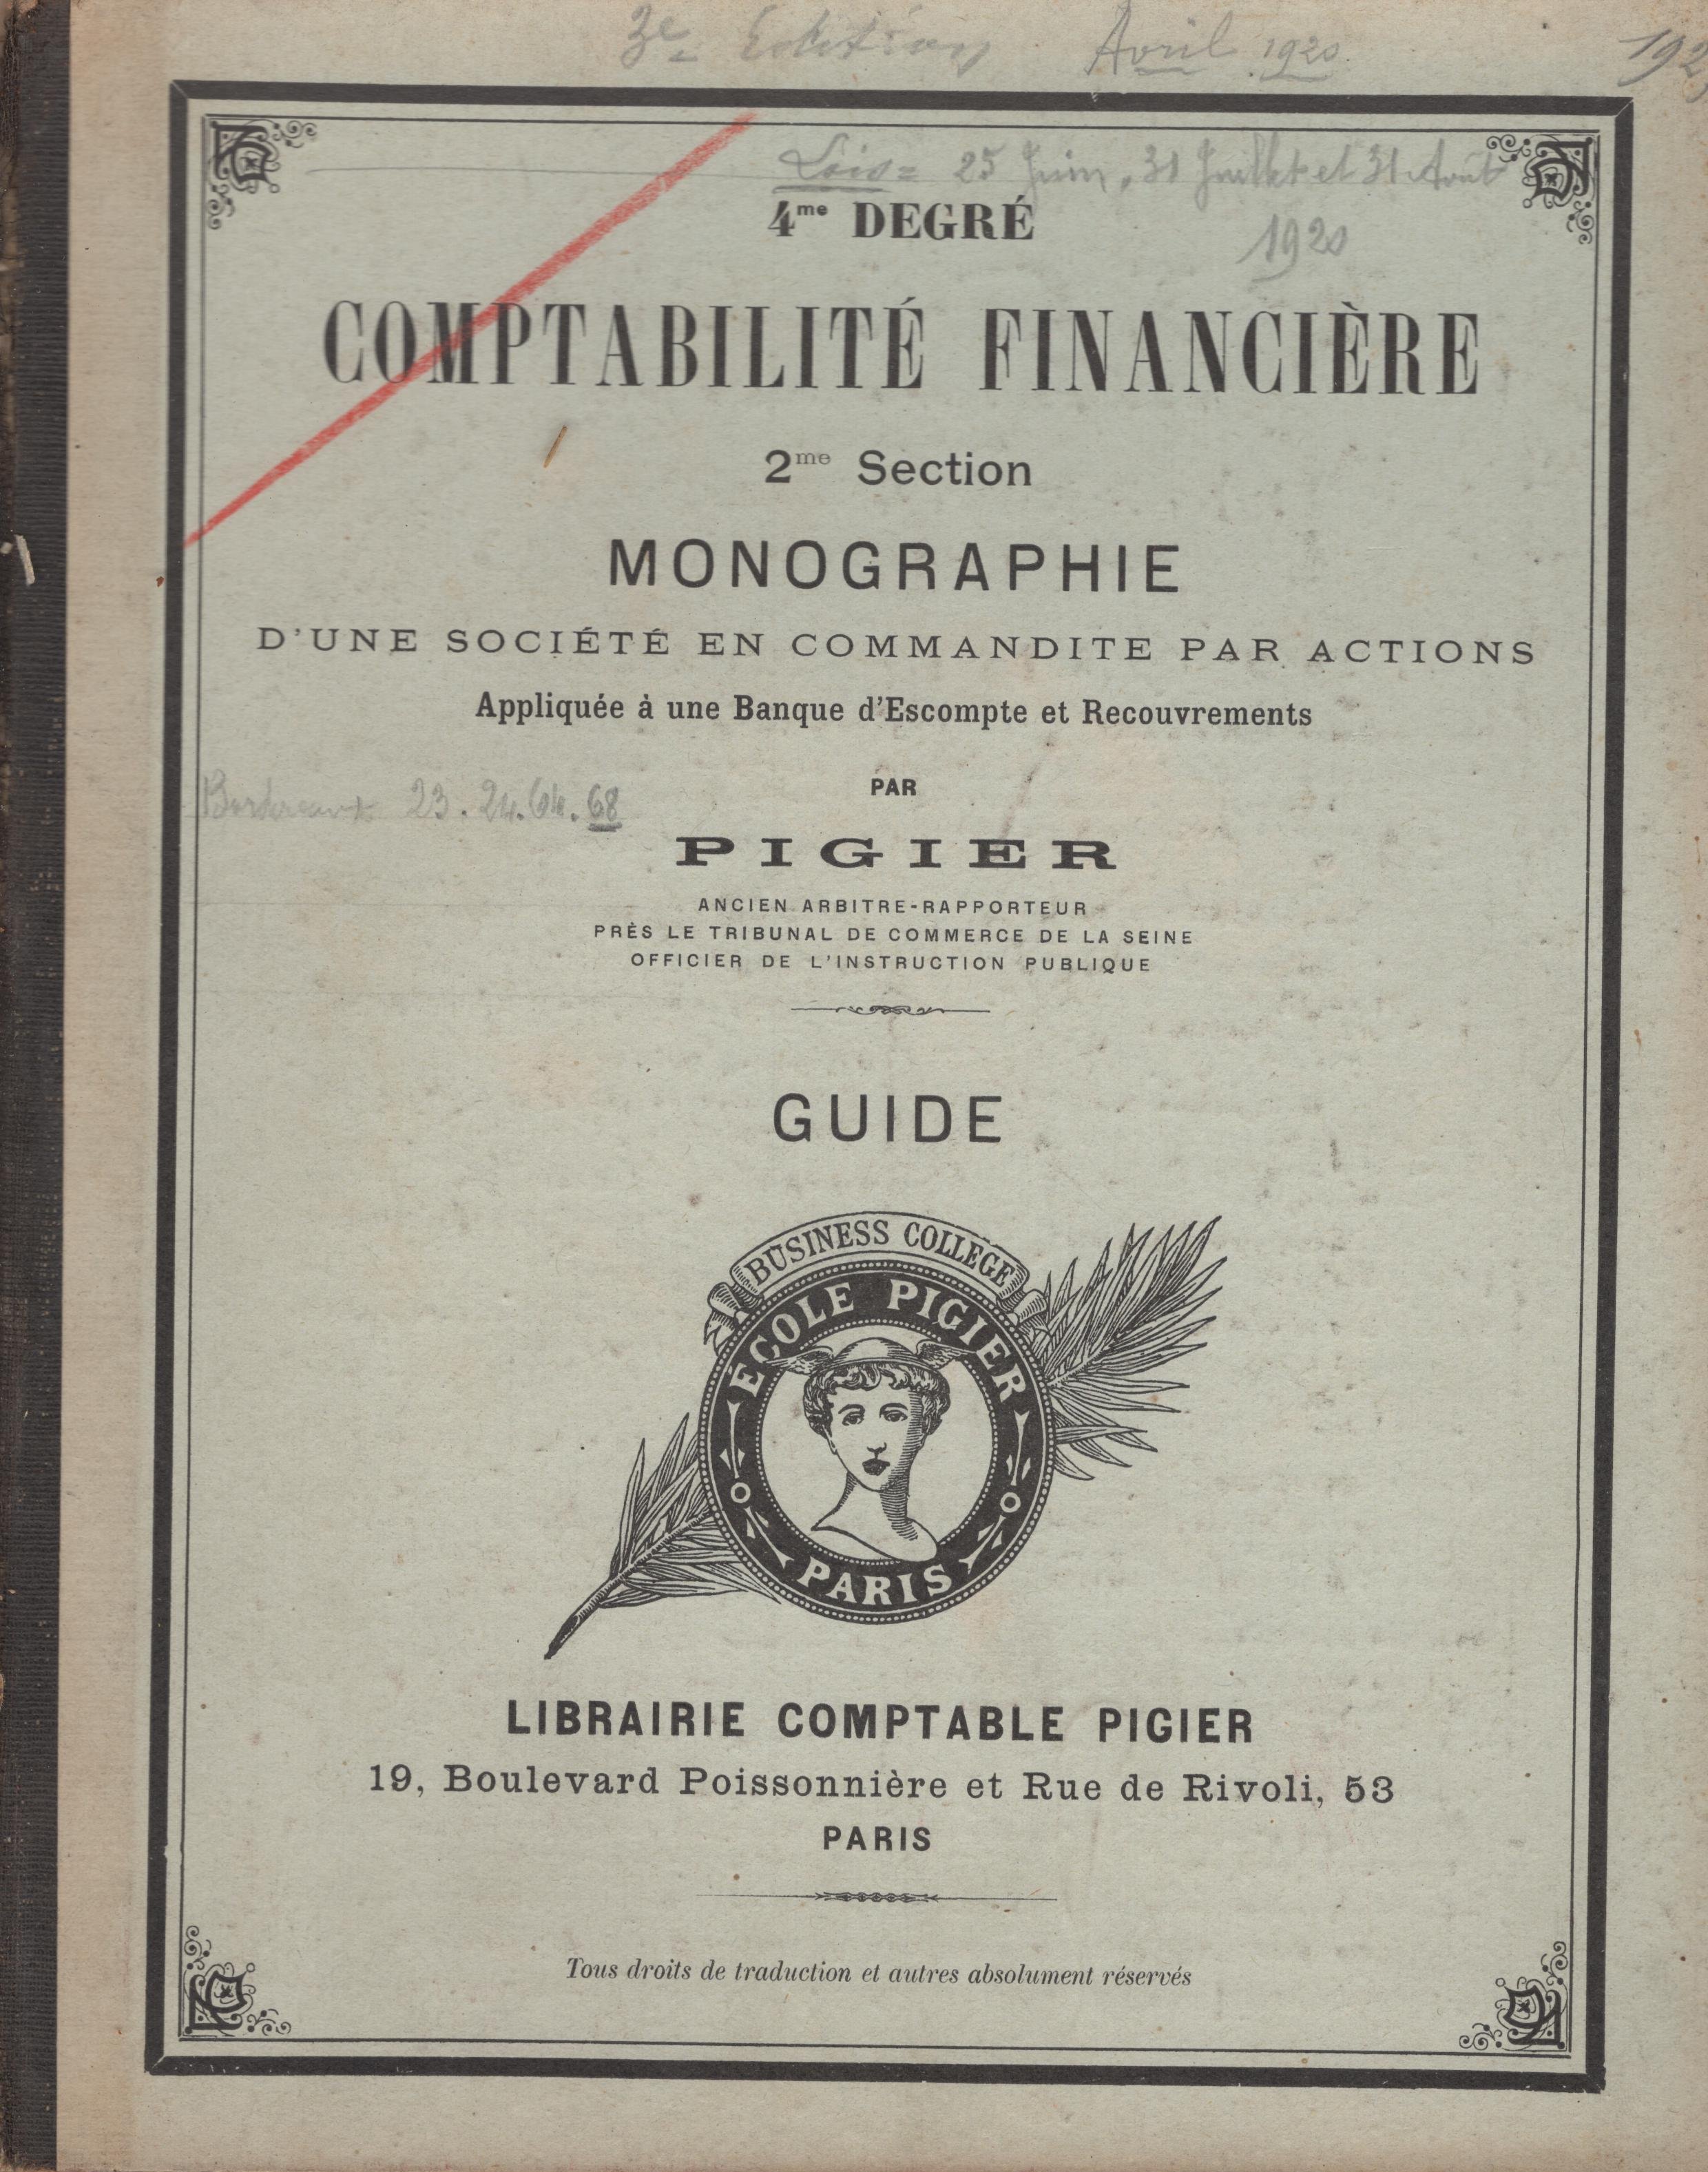 3e Edition Avril 1920
Lois = 25 Juin, 31 Juillet et 31 Août
1920
4me DEGRÉ
COMPTABILITÉ FINANCIÈRE
2me Section
MONOGRAPHIE
D'UNE SOCIÉTÉ EN COMMANDITE PAR ACTIONS
Appliquée à une Banque d'Escompte et Recouvrements
PAR
Bordereaux 23. 24. 64. 68
PIGIER
ANCIEN ARBITRE-RAPPORTEUR
PRÈS LE TRIBUNAL DE COMMERCE DE LA SEINE
OFFICIER DE L'INSTRUCTION PUBLIQUE
GUIDE
BUSINESS COLLEGE
ÉCOLE PIGIER
PARIS
LIBRAIRIE COMPTABLE PIGIER
19, Boulevard Poissonnière et Rue de Rivoli, 53
PARIS
Tous droits de traduction et autres absolument réservés